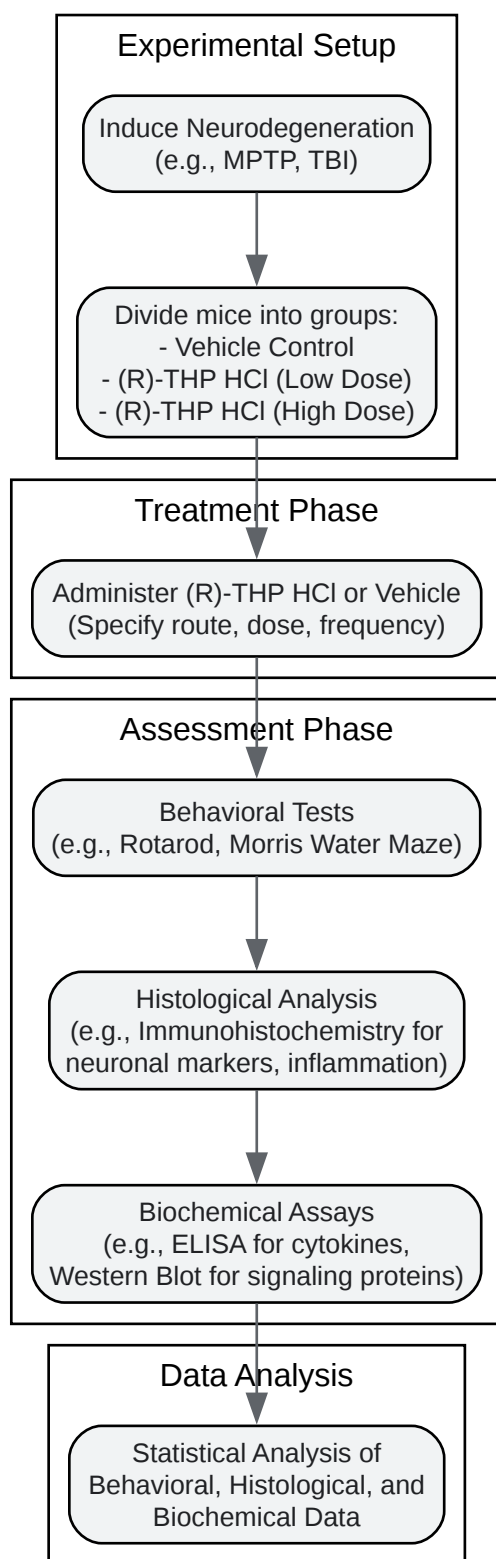 Experimental Setup
Induce Neurodegeneration
(e.g., MPTP, TBI)
Divide mice into groups:
- Vehicle Control
- (R)-THP HCl (Low Dose)
- (R)-THP HCl (High Dose)
Treatment Phase
Administer (R)-THP HCl or Vehicle
(Specify route, dose, frequency)
Assessment Phase
Behavioral Tests
(e.g., Rotarod, Morris Water Maze)
Histological Analysis
(e.g., Immunohistochemistry for
neuronal markers, inflammation)
Biochemical Assays
(e.g., ELISA for cytokines,
Western Blot for signaling proteins)
Data Analysis
Statistical Analysis of
Behavioral, Histological, and
Biochemical Data